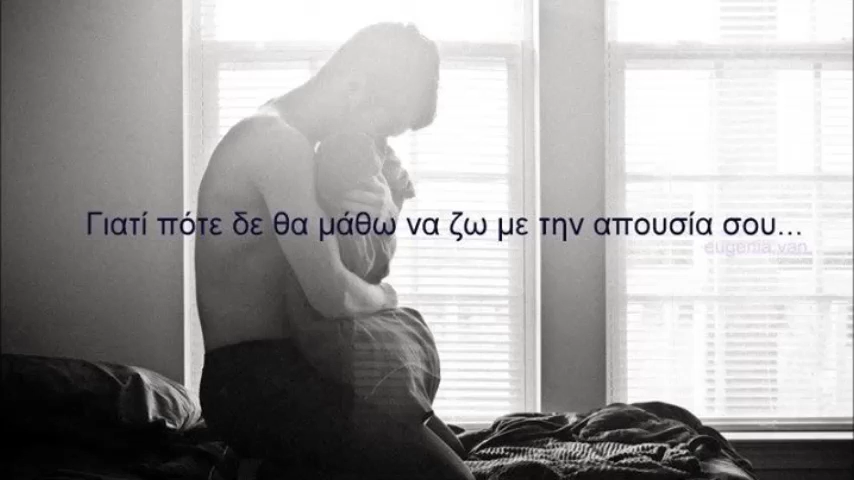 Γιατί πότε δε θα μάθω να ζω με την απουσία σου...
eugenia.van.